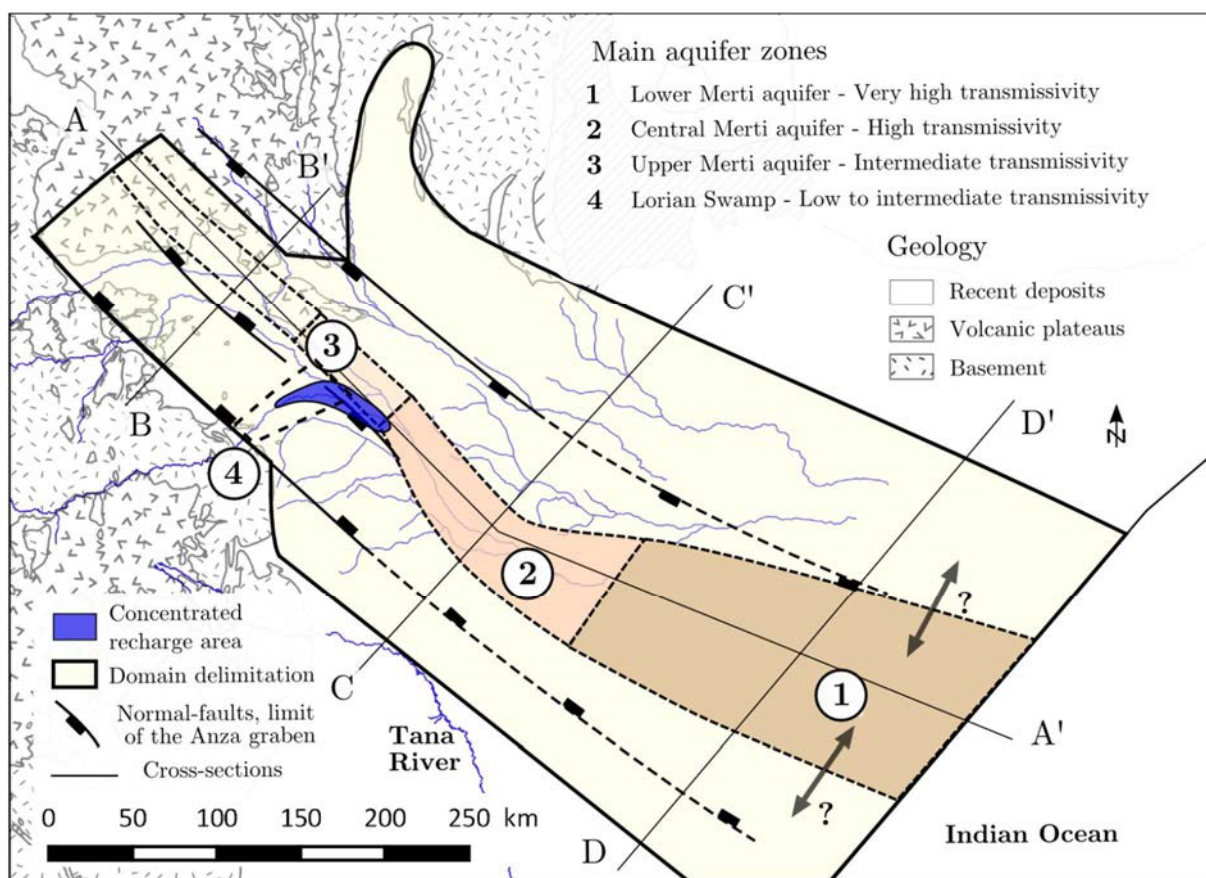 Main aquifer zones
1 Lower Merti aquifer - Very high transmissivity
2 Central Merti aquifer - High transmissivity
3 Upper Merti aquifer - Intermediate transmissivity
4 Lorian Swamp - Low to intermediate transmissivity
Geology
Recent deposits
Volcanic plateaus
Basement
N
A
B'
C'
D'
B
3
4
2
1
?
?
C
A'
D
Tana
River
Indian Ocean
Concentrated
recharge area
Domain delimitation
Normal-faults, limit
of the Anza graben
Cross-sections
0 50 100 150 200 250 km